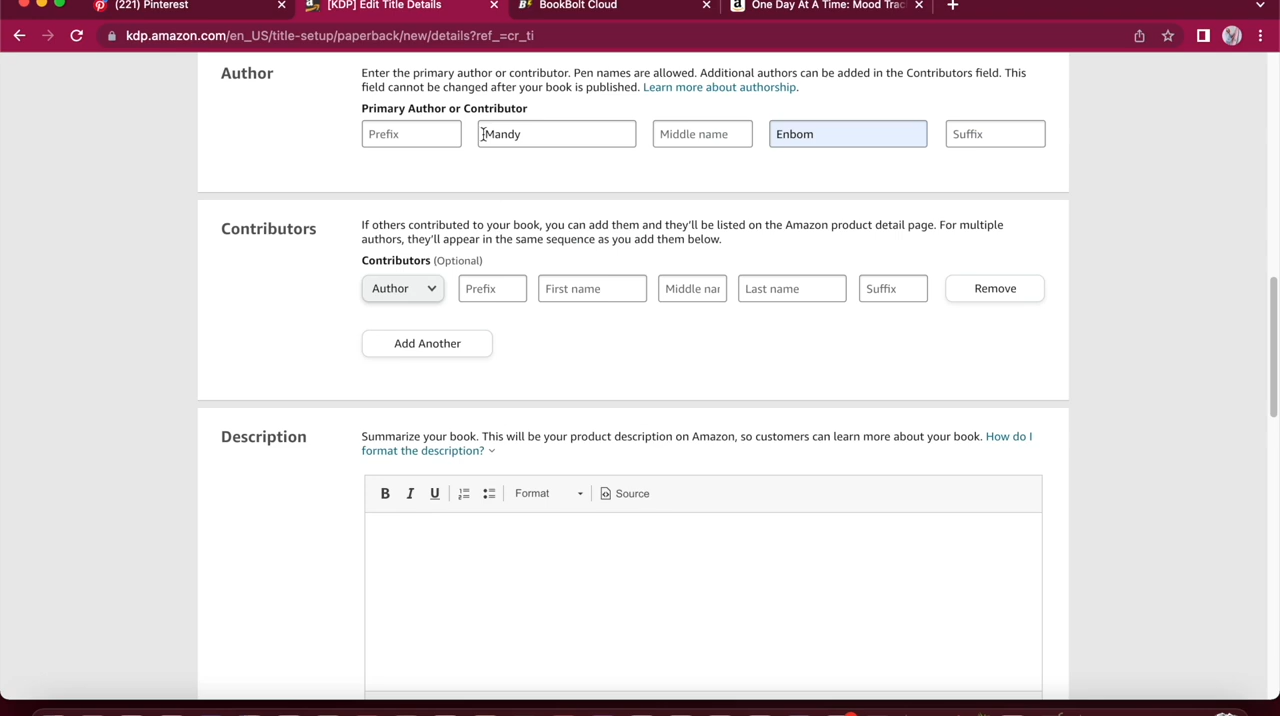 (221) Pinterest
[KDP] Edit Title Details
BookBolt Cloud
One Day At A Time: Mood Trac
kdp.amazon.com/en_US/title-setup/paperback/new/details?ref_=cr_ti
Author
Enter the primary author or contributor. Pen names are allowed. Additional authors can be added in the Contributors field. This
field cannot be changed after your book is published. Learn more about authorship.
Primary Author or Contributor
Prefix
Mandy
Middle name
Enbom
Suffix
Contributors
If others contributed to your book, you can add them and they'll be listed on the Amazon product detail page. For multiple
authors, they'll appear in the same sequence as you add them below.
Contributors (Optional)
Author
Prefix
First name
Middle nar
Last name
Suffix
Remove
Add Another
Description
Summarize your book. This will be your product description on Amazon, so customers can learn more about your book. How do I
format the description?
B I U
Format
Source